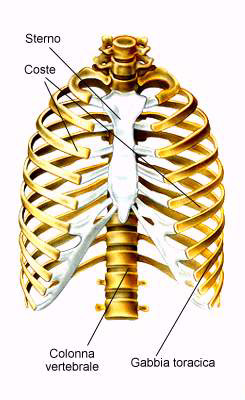 Sterno
Coste
Colonna
vertebrale
Gabbia toracica